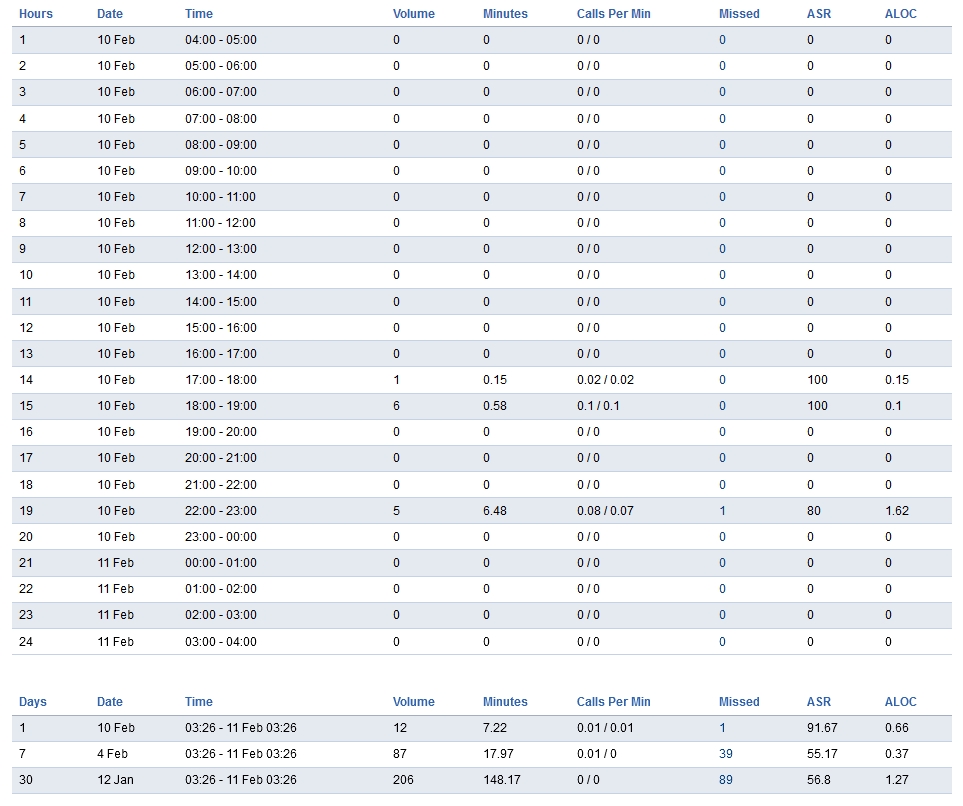 Hours Date Time Volume Minutes Calls Per Min Missed ASR ALOC
1 10 Feb 04:00 - 05:00 0 0 0 / 0 0 0 0
2 10 Feb 05:00 - 06:00 0 0 0 / 0 0 0 0
3 10 Feb 06:00 - 07:00 0 0 0 / 0 0 0 0
4 10 Feb 07:00 - 08:00 0 0 0 / 0 0 0 0
5 10 Feb 08:00 - 09:00 0 0 0 / 0 0 0 0
6 10 Feb 09:00 - 10:00 0 0 0 / 0 0 0 0
7 10 Feb 10:00 - 11:00 0 0 0 / 0 0 0 0
8 10 Feb 11:00 - 12:00 0 0 0 / 0 0 0 0
9 10 Feb 12:00 - 13:00 0 0 0 / 0 0 0 0
10 10 Feb 13:00 - 14:00 0 0 0 / 0 0 0 0
11 10 Feb 14:00 - 15:00 0 0 0 / 0 0 0 0
12 10 Feb 15:00 - 16:00 0 0 0 / 0 0 0 0
13 10 Feb 16:00 - 17:00 0 0 0 / 0 0 0 0
14 10 Feb 17:00 - 18:00 1 0.15 0.02 / 0.02 0 100 0.15
15 10 Feb 18:00 - 19:00 6 0.58 0.1 / 0.1 0 100 0.1
16 10 Feb 19:00 - 20:00 0 0 0 / 0 0 0 0
17 10 Feb 20:00 - 21:00 0 0 0 / 0 0 0 0
18 10 Feb 21:00 - 22:00 0 0 0 / 0 0 0 0
19 10 Feb 22:00 - 23:00 5 6.48 0.08 / 0.07 1 80 1.62
20 10 Feb 23:00 - 00:00 0 0 0 / 0 0 0 0
21 11 Feb 00:00 - 01:00 0 0 0 / 0 0 0 0
22 11 Feb 01:00 - 02:00 0 0 0 / 0 0 0 0
23 11 Feb 02:00 - 03:00 0 0 0 / 0 0 0 0
24 11 Feb 03:00 - 04:00 0 0 0 / 0 0 0 0
Days Date Time Volume Minutes Calls Per Min Missed ASR ALOC
1 10 Feb 03:26 - 11 Feb 03:26 12 7.22 0.01 / 0.01 1 91.67 0.66
7 4 Feb 03:26 - 11 Feb 03:26 87 17.97 0.01 / 0 39 55.17 0.37
30 12 Jan 03:26 - 11 Feb 03:26 206 148.17 0 / 0 89 56.8 1.27